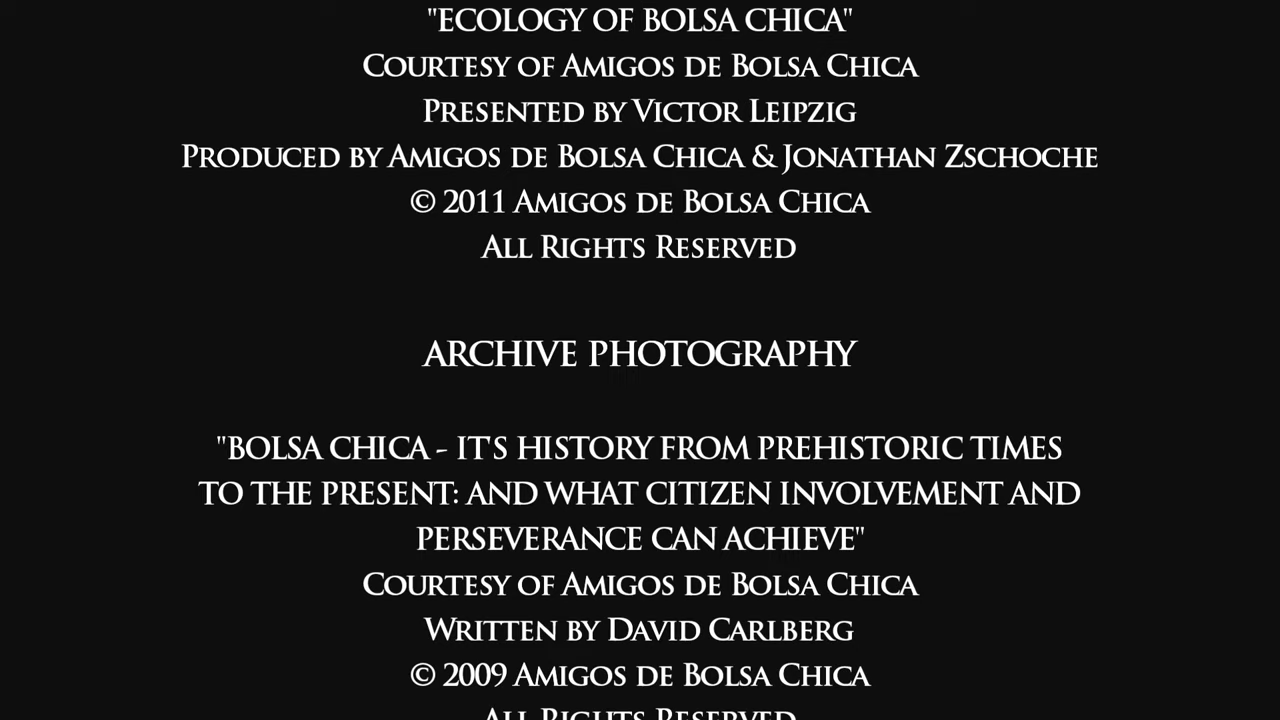 "ECOLOGY OF BOLSA CHICA"
COURTESY OF AMIGOS DE BOLSA CHICA
PRESENTED BY VICTOR LEIPZIG
PRODUCED BY AMIGOS DE BOLSA CHICA & JONATHAN ZSCHOCHE
© 2011 AMIGOS DE BOLSA CHICA
ALL RIGHTS RESERVED
ARCHIVE PHOTOGRAPHY
"BOLSA CHICA - IT'S HISTORY FROM PREHISTORIC TIMES
TO THE PRESENT: AND WHAT CITIZEN INVOLVEMENT AND
PERSEVERANCE CAN ACHIEVE"
COURTESY OF AMIGOS DE BOLSA CHICA
WRITTEN BY DAVID CARLBERG
© 2009 AMIGOS DE BOLSA CHICA
ALL RIGHTS RESERVED